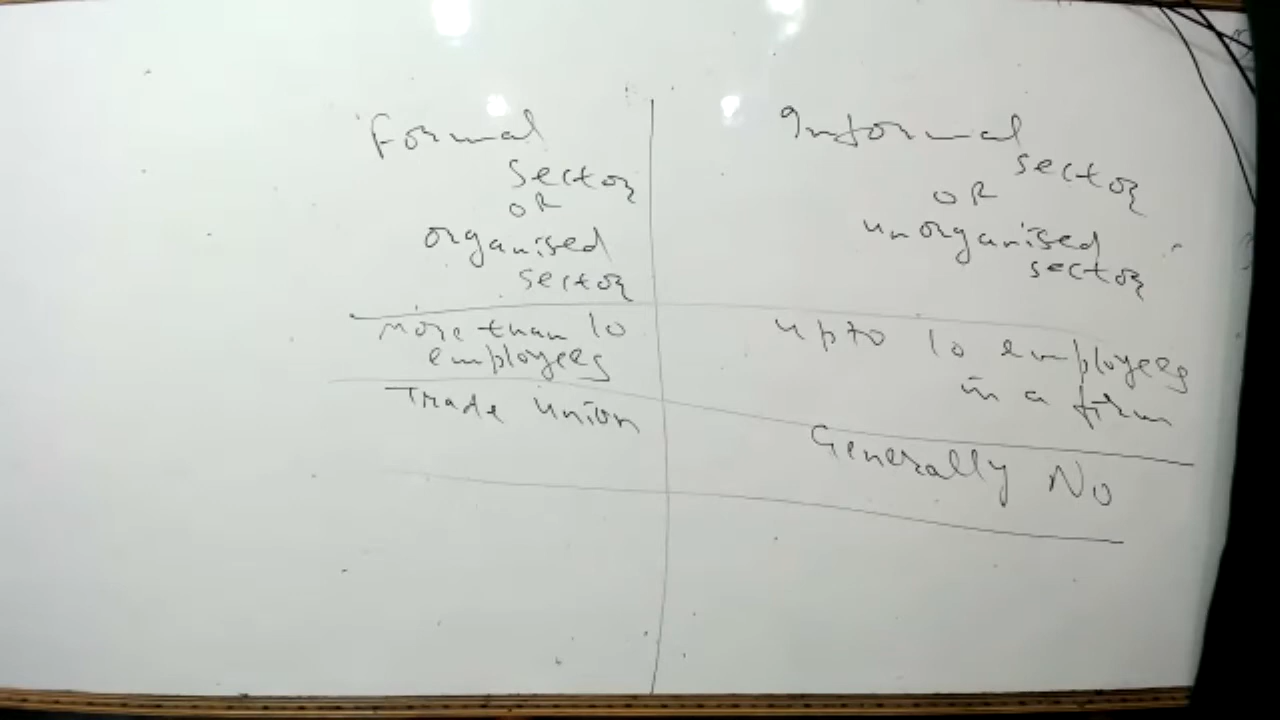 Formal
sector
OR
organised
sector
More than 10
employees
Trade union
Informal
sector
OR
unorganised
sector
upto 10 employees
in a firm
Generally No